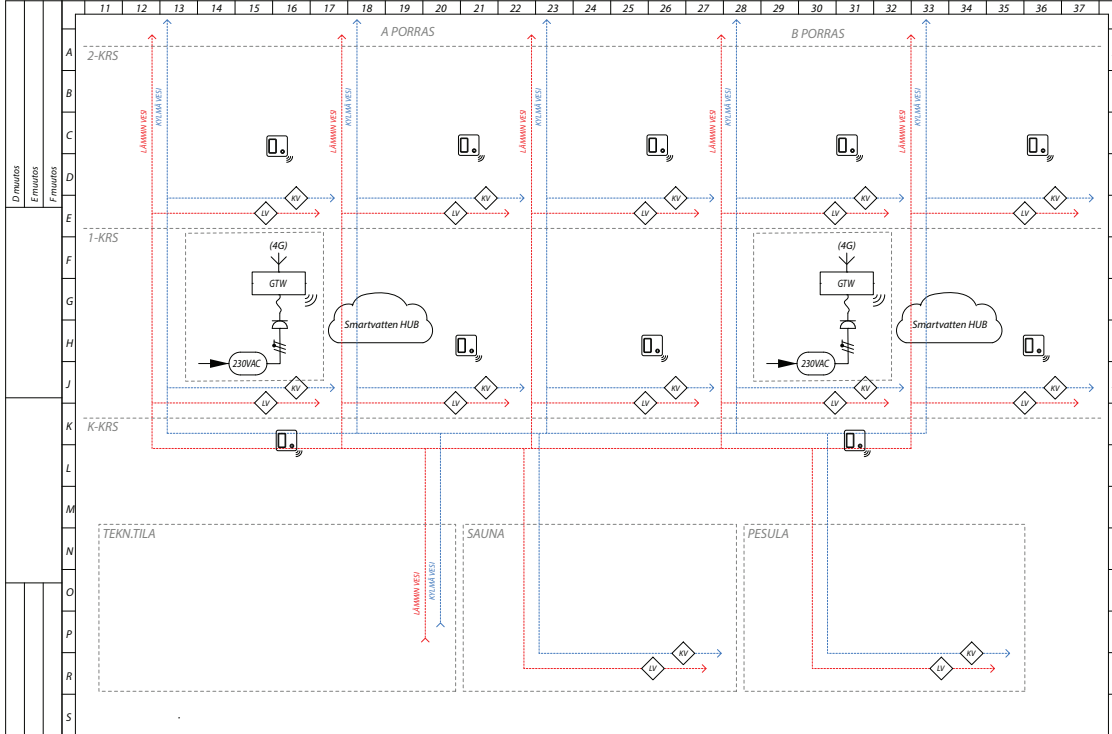 11 12 13 14 15 16 17 18 19 20 21 22 23 24 25 26 27 28 29 30 31 32 33 34 35 36 37
A PORRAS
B PORRAS
A
2-KRS
B
LÄMMIN VESI
KYLMÄ VESI
LÄMMIN VESI
KYLMÄ VESI
LÄMMIN VESI
KYLMÄ VESI
LÄMMIN VESI
KYLMÄ VESI
LÄMMIN VESI
KYLMÄ VESI
C
D
D muutos
E muutos
F muutos
KV KV KV KV KV
E
LV LV LV LV LV
1-KRS
(4G) (4G)
F
GTW GTW
G
Smartvatten HUB Smartvatten HUB
H
230VAC 230VAC
J
KV KV KV KV KV
LV LV LV LV LV
K
K-KRS
L
M
TEKN.TILA SAUNA PESULA
N
O
LÄMMIN VESI
KYLMÄ VESI
P
KV KV
R
LV LV
S